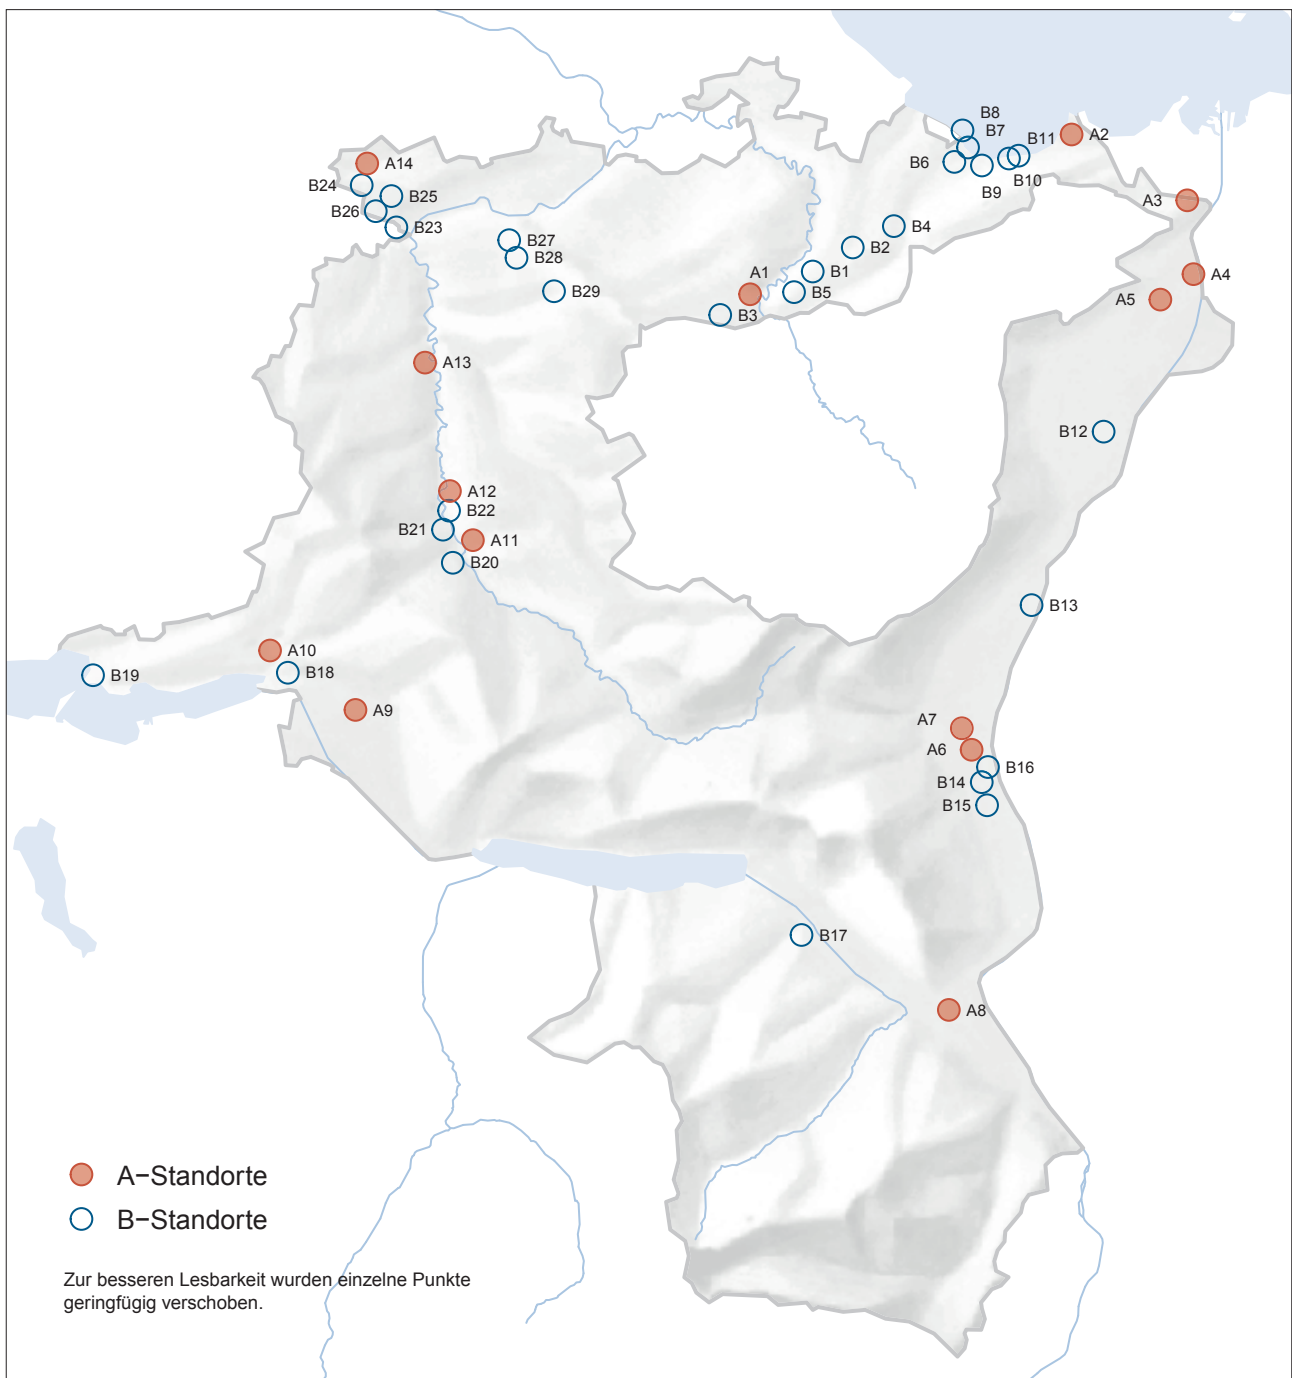 B8
B7
B11
A2
B6
B10
B9
A14
B24
B25
B26
B23
A3
B4
B27
B2
B28
A1
B1
A4
B29
B5
A5
B3
A13
B12
A12
B22
B21
A11
B20
B13
A10
B18
B19
A9
A7
A6
B16
B14
B15
B17
A8
A–Standorte
B–Standorte
Zur besseren Lesbarkeit wurden einzelne Punkte
geringfügig verschoben.